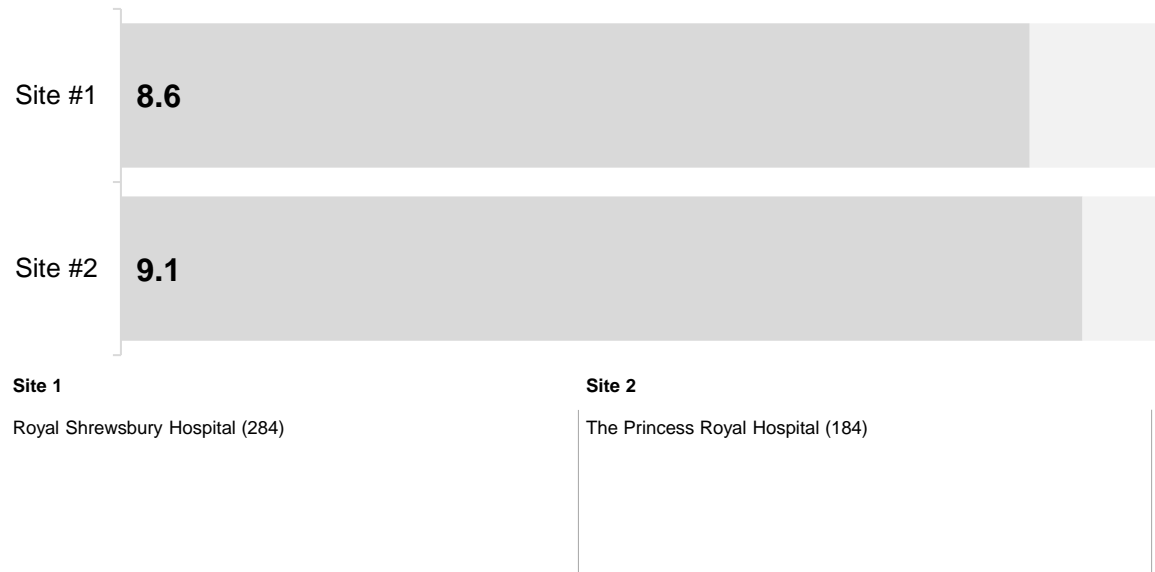 Site #1 8.6
Site #2 9.1
Site 1
Royal Shrewsbury Hospital (284)
Site 2
The Princess Royal Hospital (184)